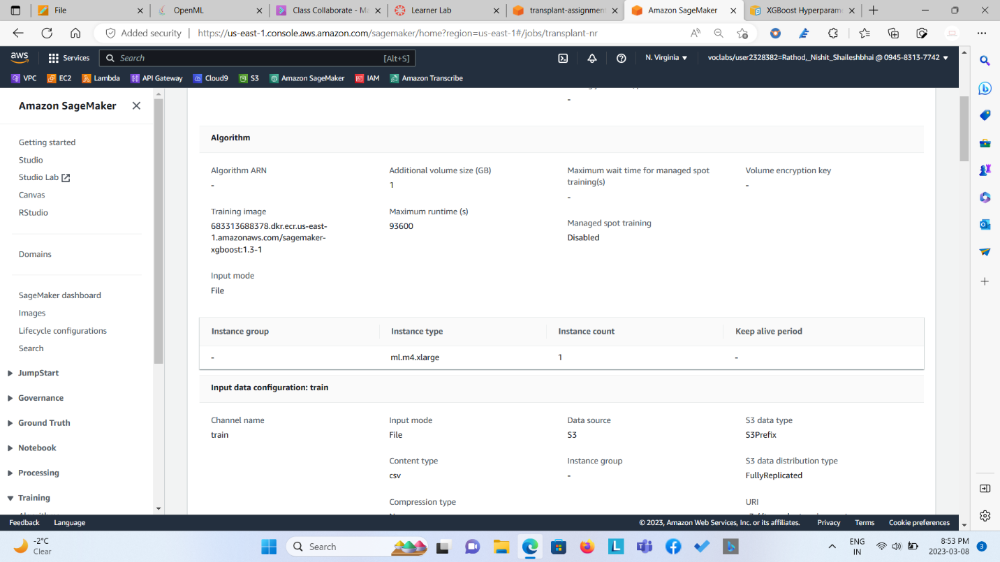 File
OpenML
Class Collaborate - Ma
Learner Lab
transplant-assignment
Amazon SageMaker
XGBoost Hyperparame
Added security
https://us-east-1.console.aws.amazon.com/sagemaker/home?region=us-east-1#/jobs/transplant-nr
aws
Services
Search
[Alt+S]
N. Virginia
voclabs/user2328382=Rathod,_Nishit_Shaileshbhai @ 0945-8313-7742
VPC
EC2
Lambda
API Gateway
Cloud9
S3
Amazon SageMaker
IAM
Amazon Transcribe
Amazon SageMaker
Getting started
Studio
Studio Lab
Canvas
RStudio
Domains
SageMaker dashboard
Images
Lifecycle configurations
Search
JumpStart
Governance
Ground Truth
Notebook
Processing
Training
-
Algorithm
Algorithm ARN
-
Training image
683313688378.dkr.ecr.us-east-
1.amazonaws.com/sagemaker-
xgboost:1.3-1
Input mode
File
Additional volume size (GB)
1
Maximum runtime (s)
93600
Maximum wait time for managed spot
training(s)
-
Managed spot training
Disabled
Volume encryption key
-
Instance group
Instance type
Instance count
Keep alive period
-
ml.m4.xlarge
1
-
Input data configuration: train
Channel name
train
Input mode
File
Content type
csv
Compression type
Data source
S3
Instance group
-
S3 data type
S3Prefix
S3 data distribution type
FullyReplicated
URI
Feedback
Language
© 2023, Amazon Web Services, Inc. or its affiliates.
Privacy
Terms
Cookie preferences
-2°C
Clear
Search
ENG
IN
8:53 PM
2023-03-08
3